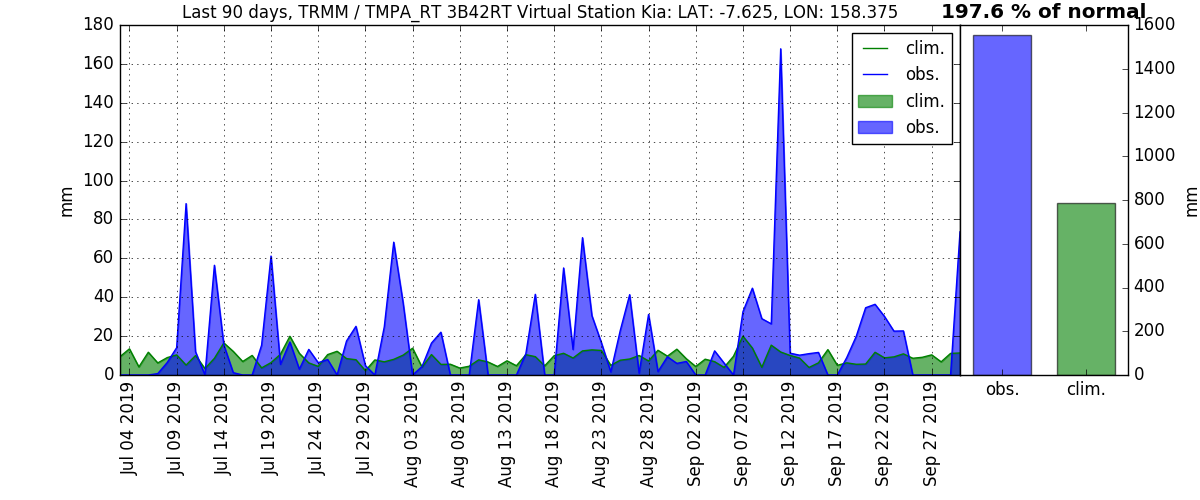 Last 90 days, TRMM / TMPA_RT 3B42RT Virtual Station Kia: LAT: -7.625, LON: 158.375
197.6 % of normal
180
160
140
120
100
80
60
40
20
0
mm
clim.
obs.
clim.
obs.
Jul 04 2019
Jul 09 2019
Jul 14 2019
Jul 19 2019
Jul 24 2019
Jul 29 2019
Aug 03 2019
Aug 08 2019
Aug 13 2019
Aug 18 2019
Aug 23 2019
Aug 28 2019
Sep 02 2019
Sep 07 2019
Sep 12 2019
Sep 17 2019
Sep 22 2019
Sep 27 2019
1600
1400
1200
1000
800
600
400
200
0
mm
obs.
clim.